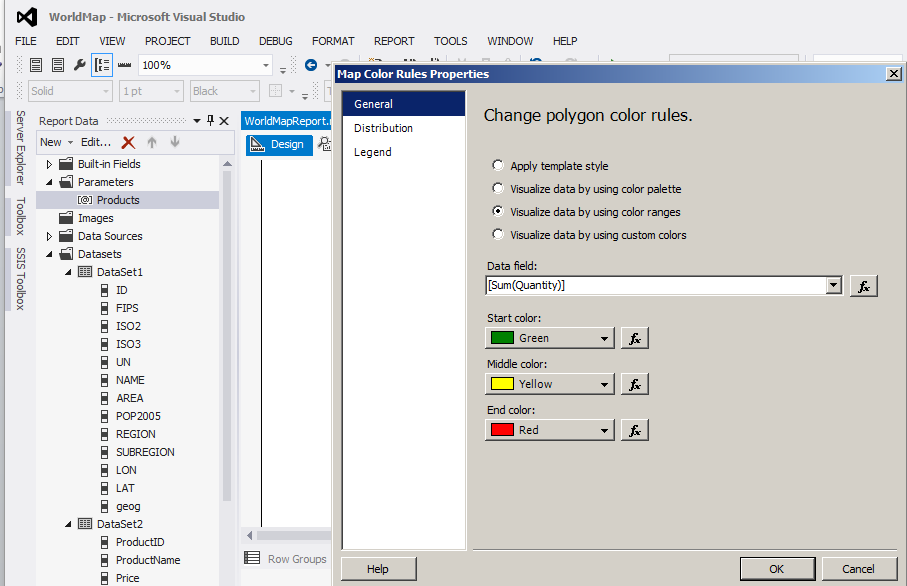 WorldMap - Microsoft Visual Studio
FILE EDIT VIEW PROJECT BUILD DEBUG FORMAT REPORT TOOLS WINDOW HELP
100%
Solid 1 pt Black
Server Explorer
Toolbox
SSIS Toolbox
Report Data
New Edit...
Built-in Fields
Parameters
[@] Products
Images
Data Sources
Datasets
DataSet1
ID
FIPS
ISO2
ISO3
UN
NAME
AREA
POP2005
REGION
SUBREGION
LON
LAT
geog
DataSet2
ProductID
ProductName
Price
WorldMapReport.r
Design
Row Groups
Map Color Rules Properties
General
Distribution
Legend
Change polygon color rules.
Apply template style
Visualize data by using color palette
Visualize data by using color ranges
Visualize data by using custom colors
Data field:
[Sum(Quantity)] fx
Start color:
Green fx
Middle color:
Yellow fx
End color:
Red fx
Help OK Cancel